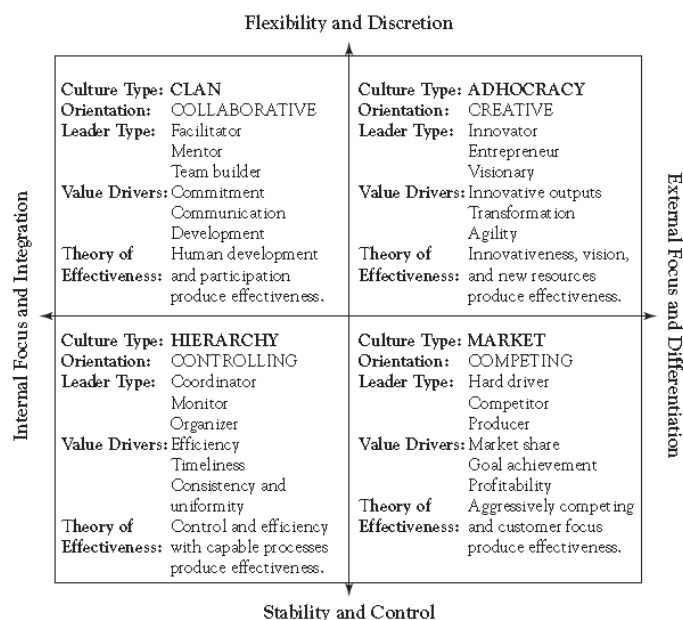 Flexibility and Discretion
Internal Focus and Integration
Culture Type: CLAN
Orientation: COLLABORATIVE
Leader Type: Facilitator
Mentor
Team builder
Value Drivers: Commitment
Communication
Development
Theory of Human development
Effectiveness: and participation
produce effectiveness.
Culture Type: ADHOCRACY
Orientation: CREATIVE
Leader Type: Innovator
Entrepreneur
Visionary
Value Drivers: Innovative outputs
Transformation
Agility
Theory of Innovativeness, vision,
Effectiveness: and new resources
produce effectiveness.
Culture Type: HIERARCHY
Orientation: CONTROLLING
Leader Type: Coordinator
Monitor
Organizer
Value Drivers: Efficiency
Timeliness
Consistency and
uniformity
Theory of Control and efficiency
Effectiveness: with capable processes
produce effectiveness.
Culture Type: MARKET
Orientation: COMPETING
Leader Type: Hard driver
Competitor
Producer
Value Drivers: Market share
Goal achievement
Profitability
Theory of Aggressively competing
Effectiveness: and customer focus
produce effectiveness.
External Focus and Differentiation
Stability and Control